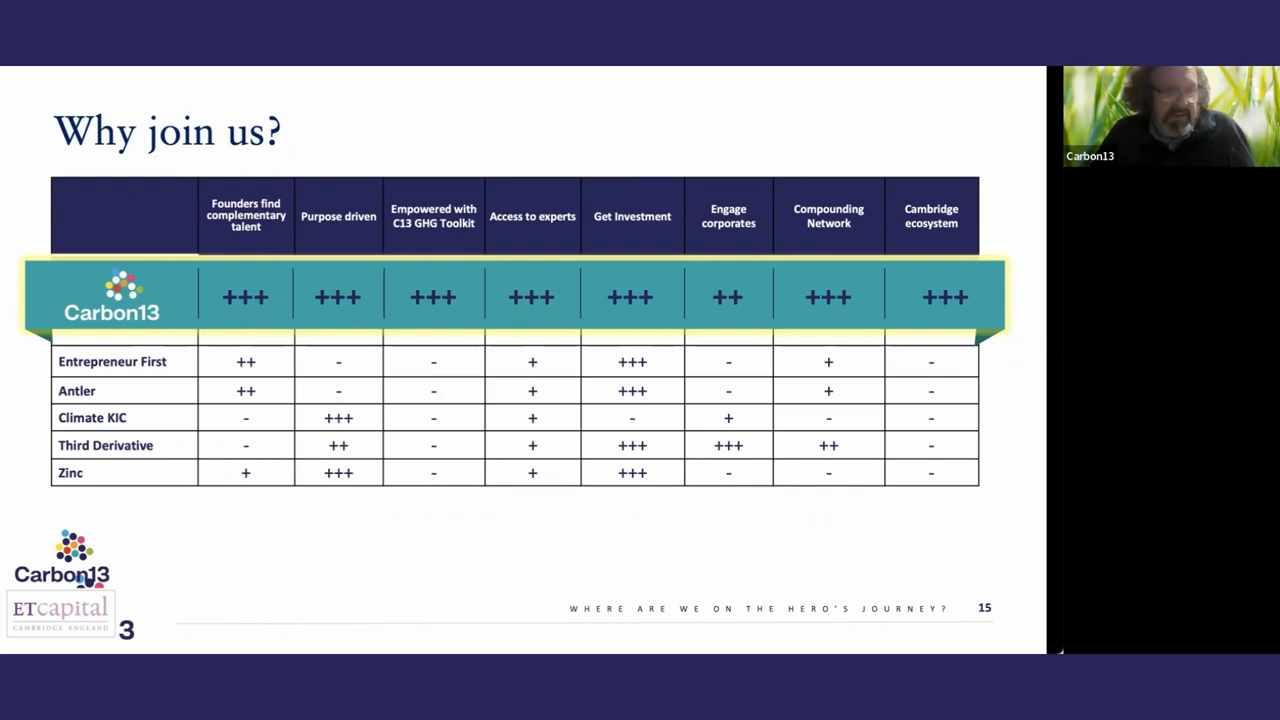 Why join us?
Founders find
complementary
talent
Purpose driven
Empowered with
C13 GHG Toolkit
Access to experts
Get Investment
Engage
corporates
Compounding
Network
Cambridge
ecosystem
Carbon13 +++ +++ +++ +++ +++ ++ +++ +++
Entrepreneur First ++ - - + +++ - + -
Antler ++ - - + +++ - + -
Climate KIC - +++ - + - + - -
Third Derivative - ++ - + +++ +++ ++ -
Zinc + +++ - + +++ - - -
Carbon13
ETcapital
CAMBRIDGE ENGLAND
3
WHERE ARE WE ON THE HERO'S JOURNEY? 15
Carbon13